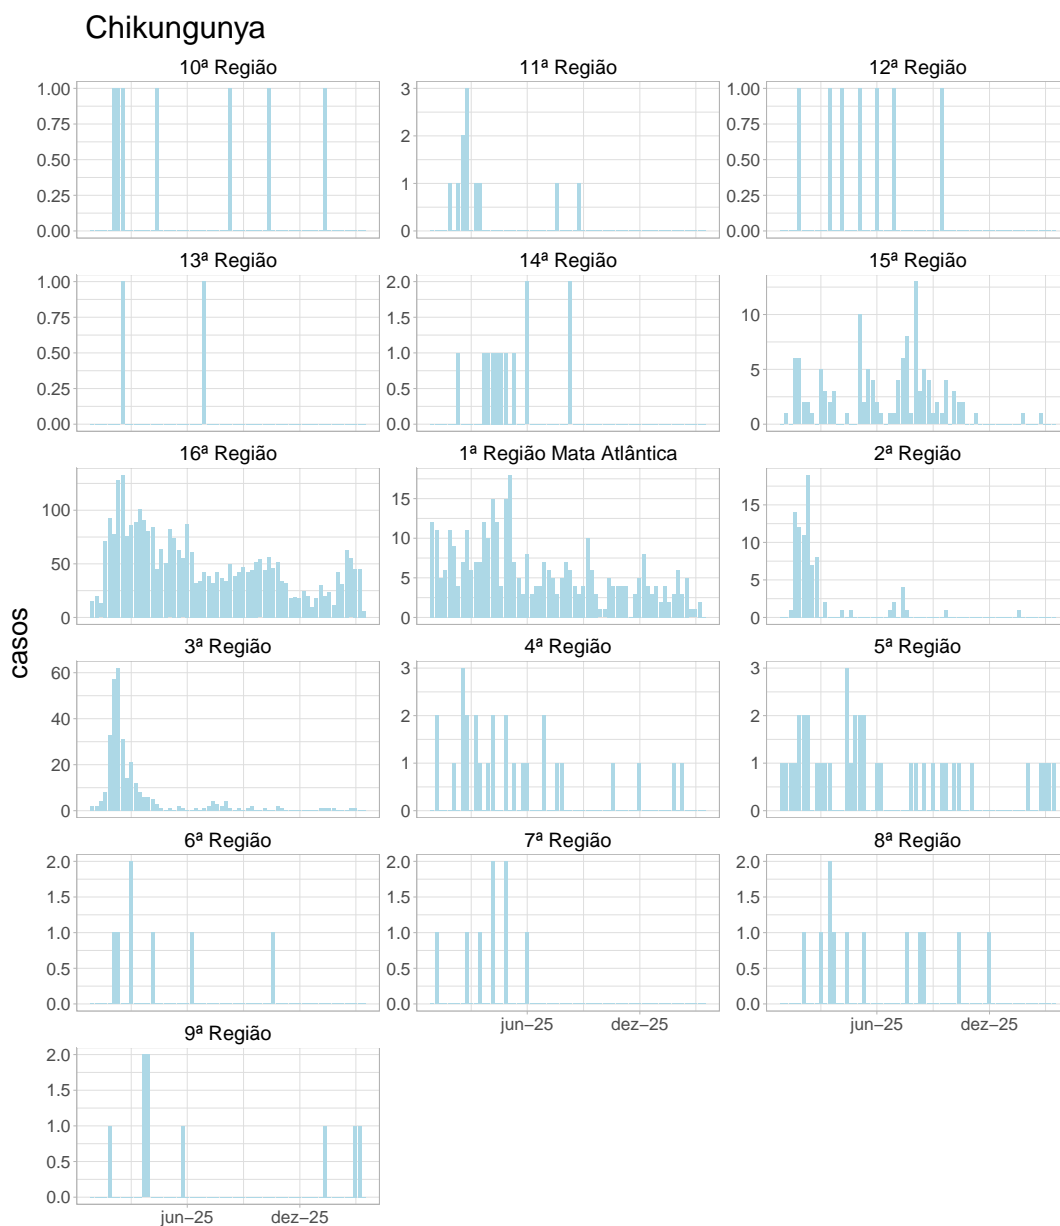 Chikungunya
10ª Região
11ª Região
12ª Região
1.00
0.75
0.50
0.25
0.00
3
2
1
0
1.00
0.75
0.50
0.25
0.00
13ª Região
14ª Região
15ª Região
1.00
0.75
0.50
0.25
0.00
2.0
1.5
1.0
0.5
0.0
10
5
0
16ª Região
1ª Região Mata Atlântica
2ª Região
100
50
0
15
10
5
0
15
10
5
0
casos
3ª Região
4ª Região
5ª Região
60
40
20
0
3
2
1
0
3
2
1
0
6ª Região
7ª Região
8ª Região
2.0
1.5
1.0
0.5
0.0
2.0
1.5
1.0
0.5
0.0
2.0
1.5
1.0
0.5
0.0
jun−25
dez−25
jun−25
dez−25
9ª Região
2.0
1.5
1.0
0.5
0.0
jun−25
dez−25